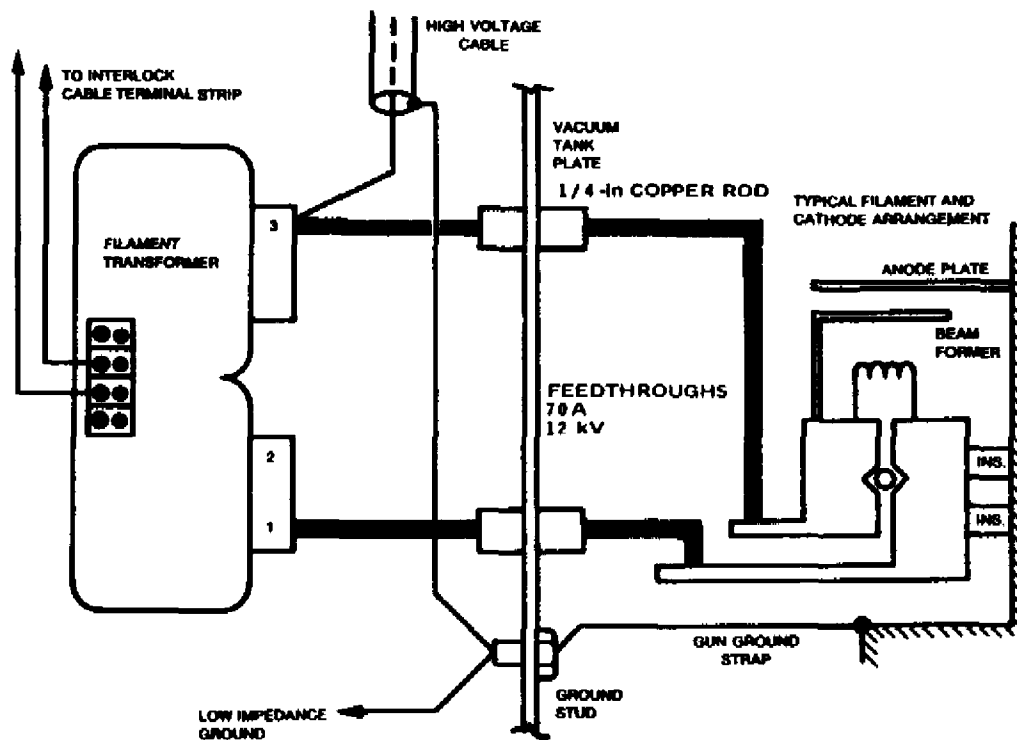 HIGH VOLTAGE
CABLE
TO INTERLOCK
CABLE TERMINAL STRIP
VACUUM
TANK
PLATE
1/4-in COPPER ROD
TYPICAL FILAMENT AND
CATHODE ARRANGEMENT
3
FILAMENT
TRANSFORMER
ANODE PLATE
BEAM
FORMER
FEEDTHROUGHS
70 A
12 kV
2
1
INS.
INS.
GUN GROUND
STRAP
GROUND
STUD
LOW IMPEDANCE
GROUND